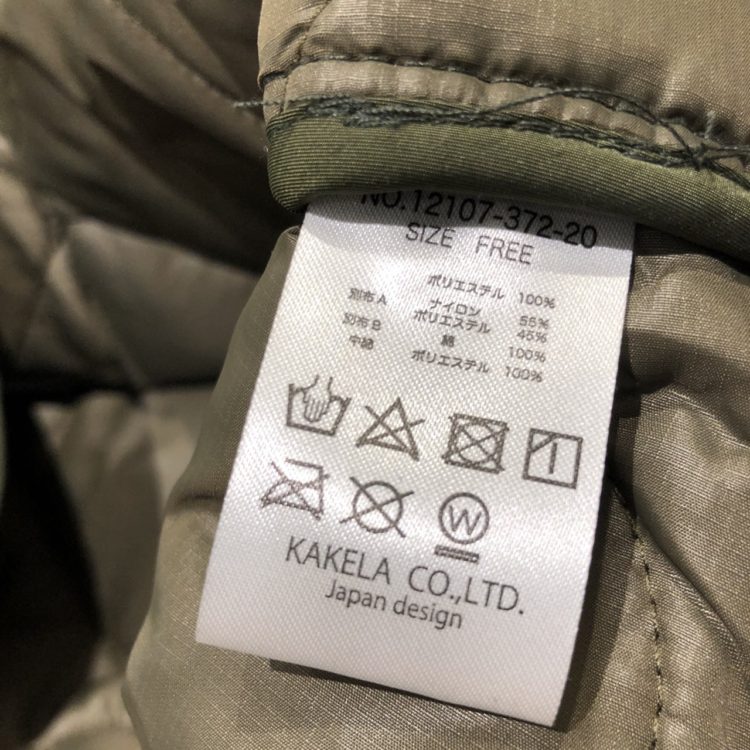 NO.12107-372-20
SIZE FREE
ポリエステル 100%
別布A ナイロン 55%
ポリエステル 45%
別布B 綿 100%
中綿 ポリエステル 100%
W
KAKELA CO.,LTD.
Japan design